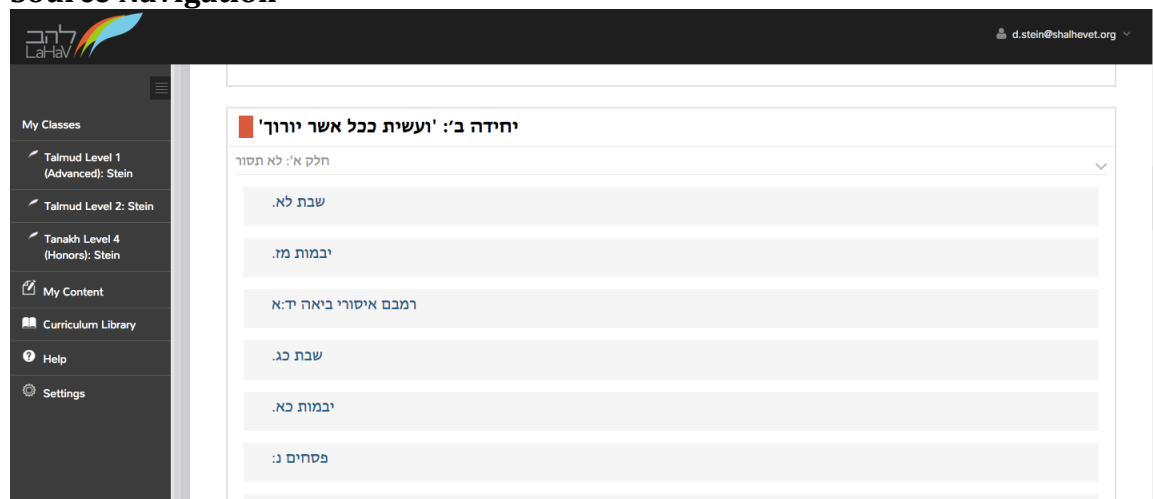 Source Navigation
להב
LaHaV
d.stein@shalhevet.org
My Classes
Talmud Level 1
(Advanced): Stein
Talmud Level 2: Stein
Tanakh Level 4
(Honors): Stein
My Content
Curriculum Library
Help
Settings
יחידה ב׳: 'ועשית ככל אשר יורוך'
חלק א': לא תסור
שבת לא.
יבמות מז.
רמבם איסורי ביאה יד:א
שבת כג.
יבמות כא.
פסחים נ: